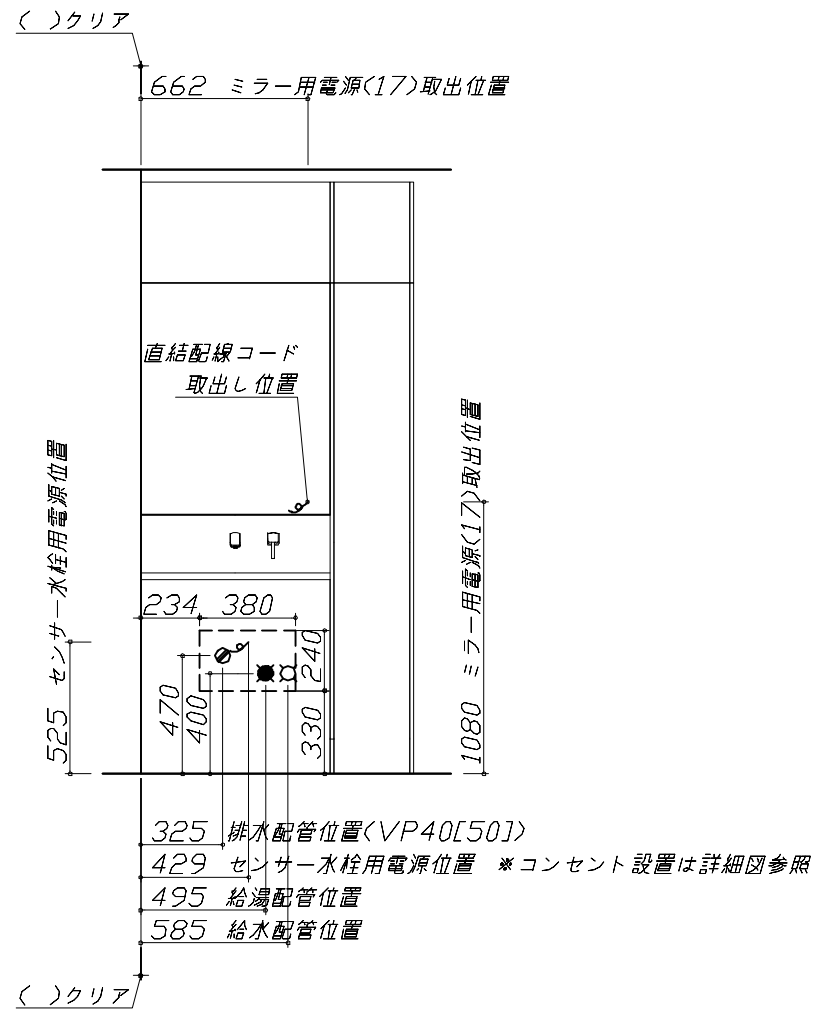 ( )クリア
662 ミラー用電源(17)取出位置
直結配線コード
取出し位置
センサー水栓用電源位置
525
ミラー用電源(17)取出位置
1080
234
380
240
330
470
400
325 排水配管位置(VP40[50])
429 センサー水栓用電源位置 ※コンセント設置は詳細図参照
495 給湯配管位置
585 給水配管位置
( )クリア